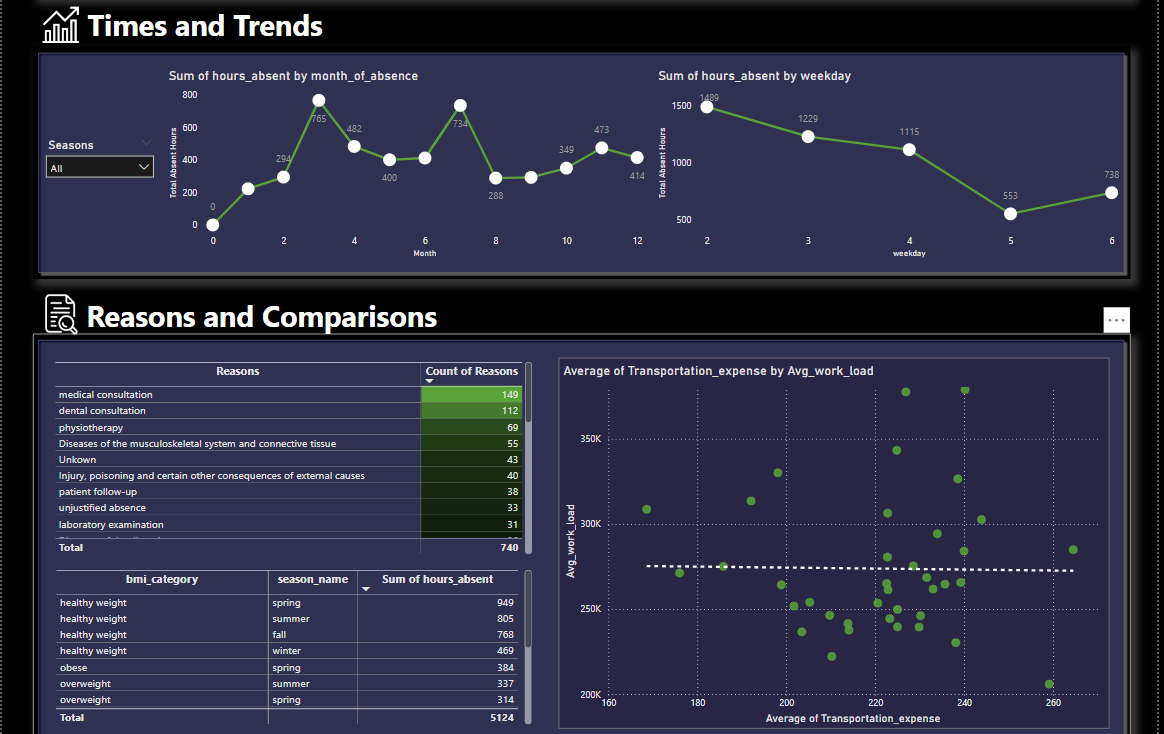 Times and Trends
Seasons
All
Sum of hours_absent by month_of_absence
Total Absent Hours
800
600
400
200
0
0
294
765
482
400
734
288
349
473
414
0 2 4 6 8 10 12
Month
Sum of hours_absent by weekday
Total Absent Hours
1500
1000
500
1489
1229
1115
553
738
2 3 4 5 6
weekday
Reasons and Comparisons
Reasons Count of Reasons
medical consultation 149
dental consultation 112
physiotherapy 69
Diseases of the musculoskeletal system and connective tissue 55
Unkown 43
Injury, poisoning and certain other consequences of external causes 40
patient follow-up 38
unjustified absence 33
laboratory examination 31
Total 740
bmi_category season_name Sum of hours_absent
healthy weight spring 949
healthy weight summer 805
healthy weight fall 768
healthy weight winter 469
obese spring 384
overweight summer 337
overweight spring 314
Total 5124
Average of Transportation_expense by Avg_work_load
Avg_work_load
350K
300K
250K
200K
160 180 200 220 240 260
Average of Transportation_expense